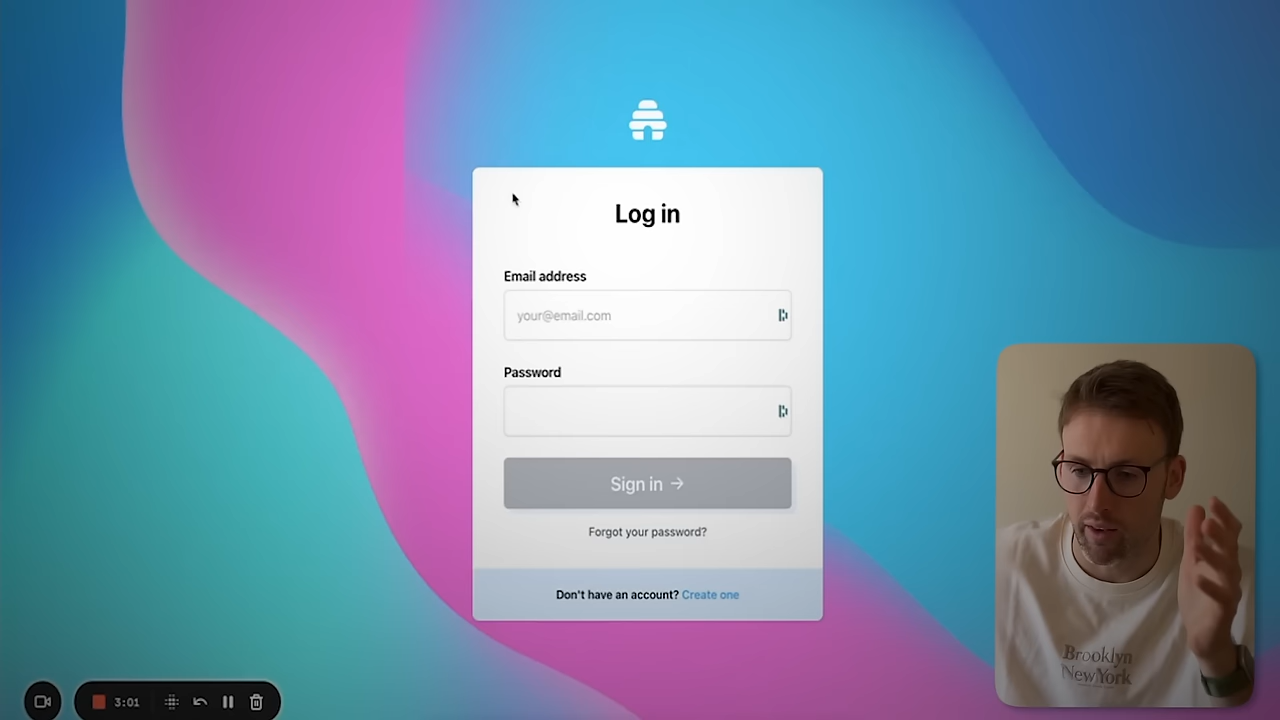 Log in
Email address
your@email.com
Password
Sign in →
Forgot your password?
Don't have an account? Create one
Brooklyn
New York
3:01